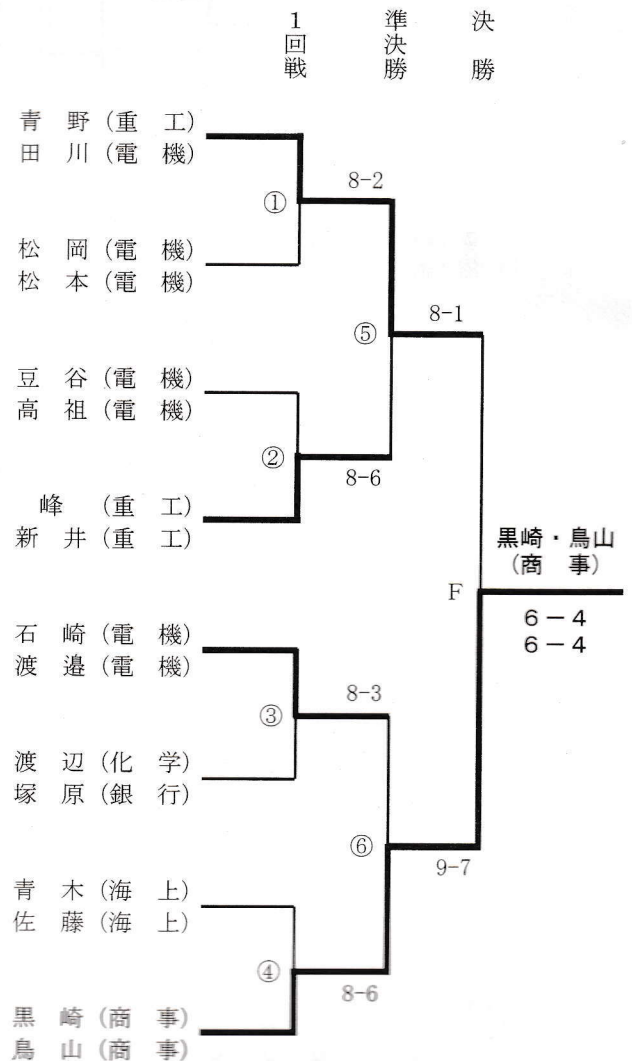 1回戦
準決勝
決勝
青野(重工)
田川(電機)
①
8-2
松岡(電機)
松本(電機)
⑤
8-1
豆谷(電機)
高祖(電機)
②
8-6
峰(重工)
新井(重工)
黒崎・鳥山
(商事)
F
6-4
6-4
石崎(電機)
渡邉(電機)
③
8-3
渡辺(化学)
塚原(銀行)
⑥
9-7
青木(海上)
佐藤(海上)
④
8-6
黒崎(商事)
鳥山(商事)